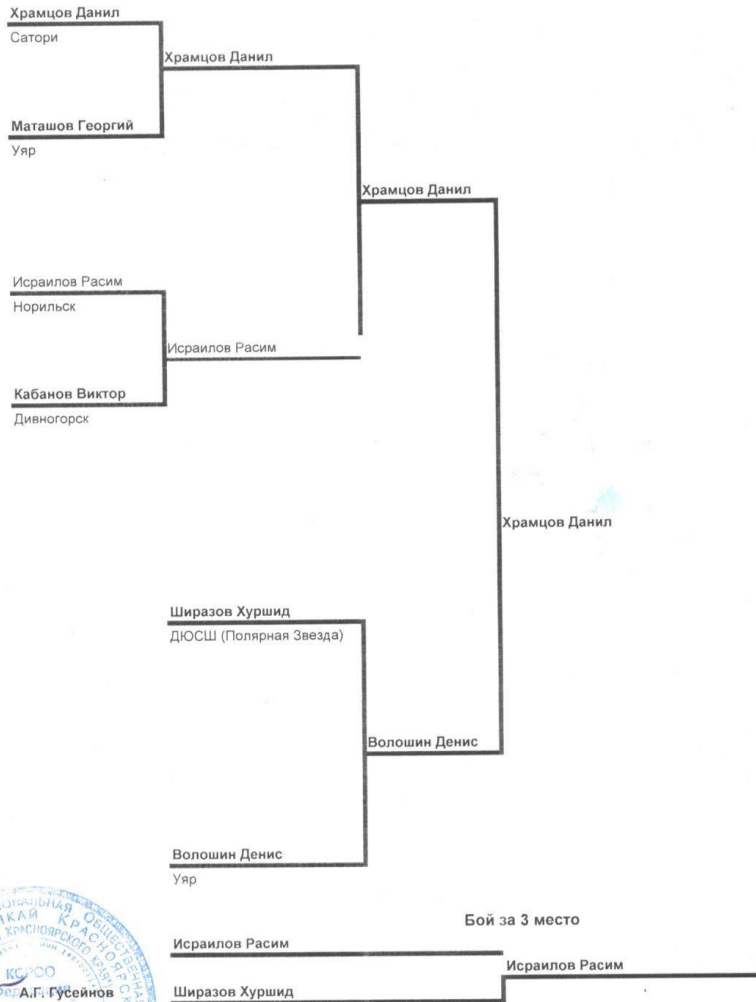 Храмцов Данил
Сатори
Храмцов Данил
Маташов Георгий
Уяр
Храмцов Данил
Исраилов Расим
Норильск
Исраилов Расим
Кабанов Виктор
Дивногорск
Храмцов Данил
Ширазов Хуршид
ДЮСШ (Полярная Звезда)
Волошин Денис
Волошин Денис
Уяр
Бой за 3 место
Исраилов Расим
Исраилов Расим
Ширазов Хуршид
А.Г. Гусейнов